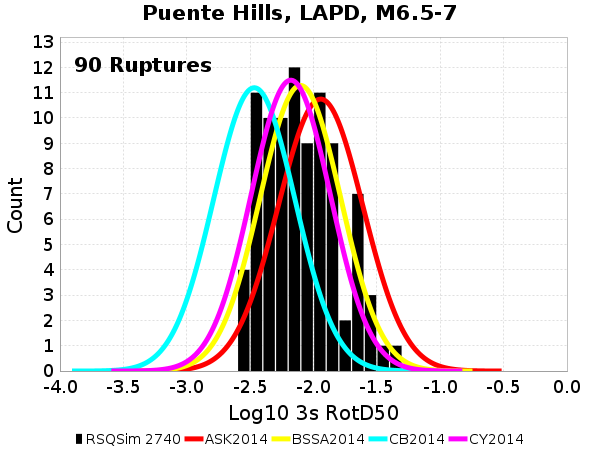 Puente Hills, LAPD, M6.5-7
13
12
11
10
9
8
7
6
5
4
3
2
1
0
90 Ruptures
Count
-4.0 -3.5 -3.0 -2.5 -2.0 -1.5 -1.0 -0.5 0.0
Log10 3s RotD50
RSQSim 2740 ASK2014 BSSA2014 CB2014 CY2014